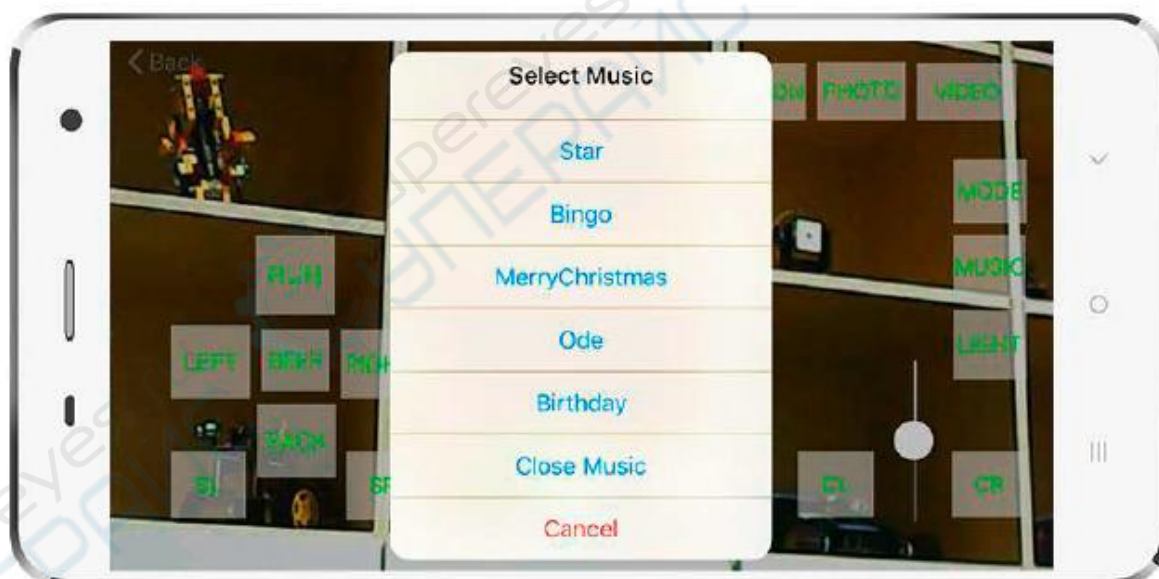 Back
Select Music
Star
Bingo
MerryChristmas
Ode
Birthday
Close Music
Cancel
PHOTO
VIDEO
MODE
MUSIC
LIGHT
RUN
LEFT
BEEP
BACK
CR